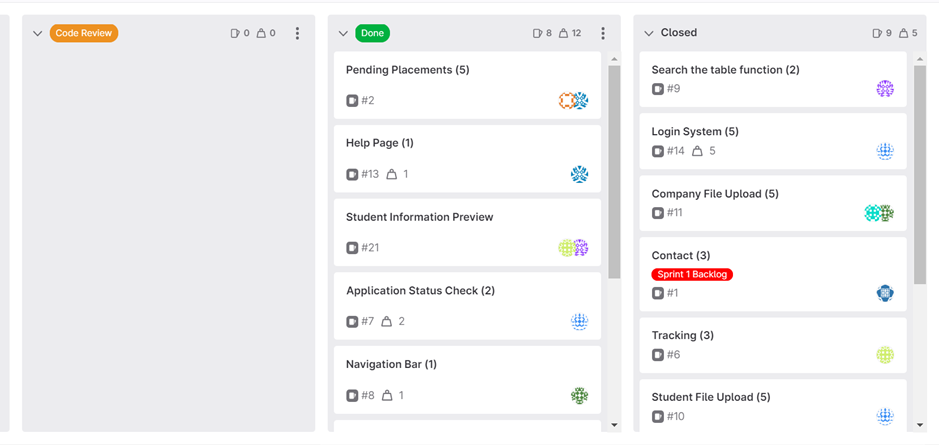 Code Review 0 0
Done 8 12
Pending Placements (5)
#2
Help Page (1)
#13 1
Student Information Preview
#21
Application Status Check (2)
#7 2
Navigation Bar (1)
#8 1
Closed 9 5
Search the table function (2)
#9
Login System (5)
#14 5
Company File Upload (5)
#11
Contact (3)
Sprint 1 Backlog
#1
Tracking (3)
#6
Student File Upload (5)
#10